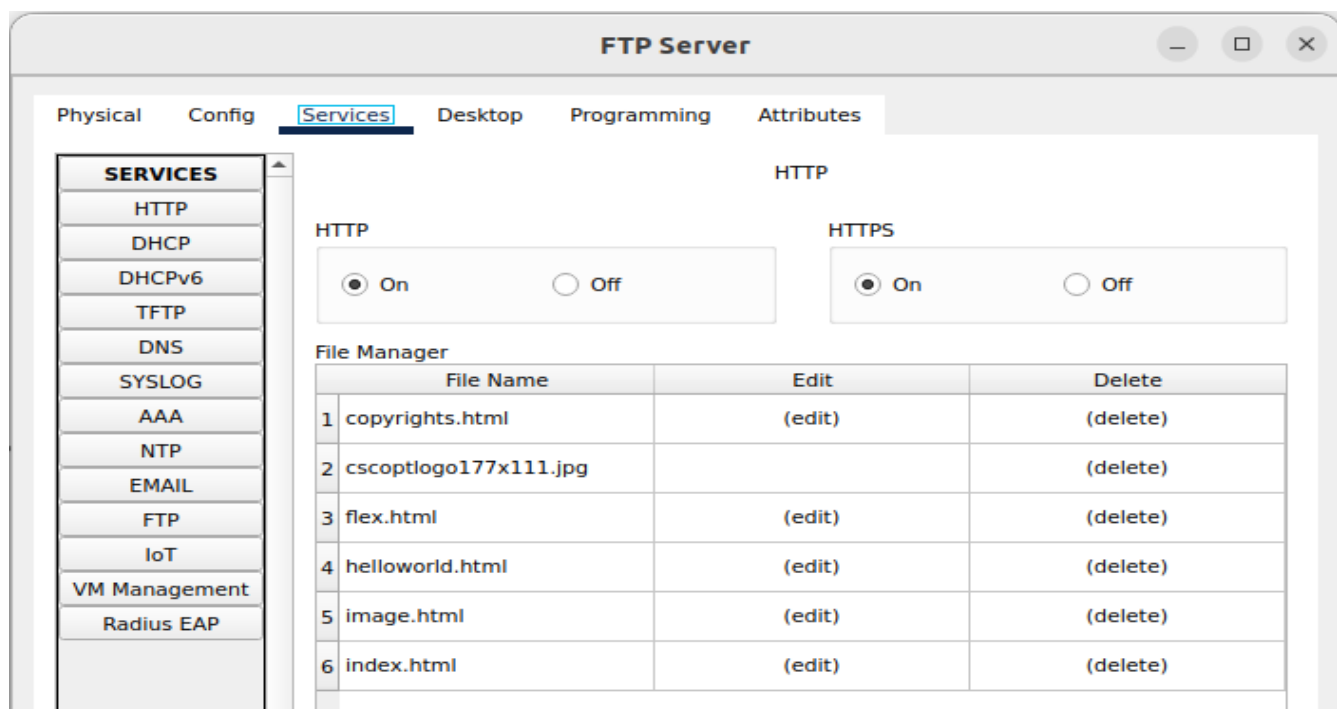 FTP Server
Physical Config Services Desktop Programming Attributes
SERVICES
HTTP
DHCP
DHCPv6
TFTP
DNS
SYSLOG
AAA
NTP
EMAIL
FTP
IoT
VM Management
Radius EAP
HTTP
HTTP HTTPS
On Off On Off
File Manager
File Name Edit Delete
1 copyrights.html (edit) (delete)
2 cscoptlogo177x111.jpg (delete)
3 flex.html (edit) (delete)
4 helloworld.html (edit) (delete)
5 image.html (edit) (delete)
6 index.html (edit) (delete)